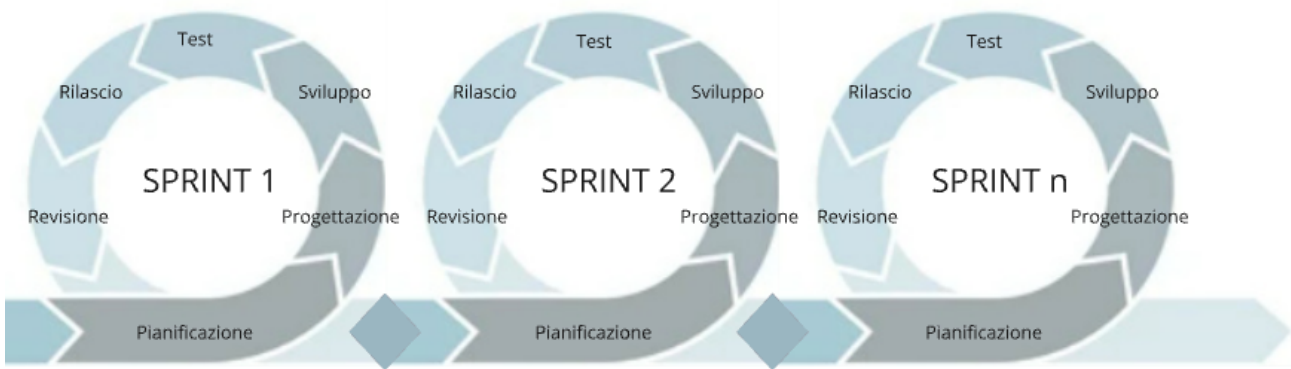 Test
Rilascio
Sviluppo
SPRINT 1
Revisione
Progettazione
Pianificazione
Test
Rilascio
Sviluppo
SPRINT 2
Revisione
Progettazione
Pianificazione
Test
Rilascio
Sviluppo
SPRINT n
Revisione
Progettazione
Pianificazione